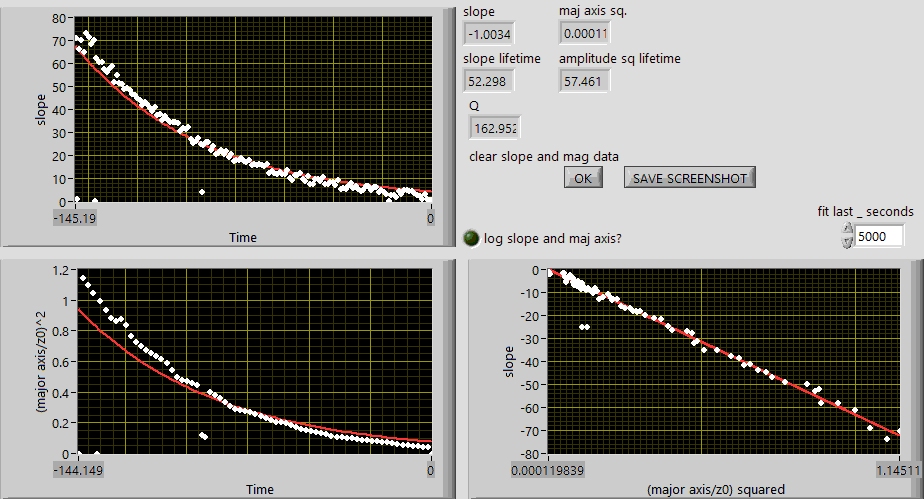 slope
maj axis sq.
-1.0034
0.00011
slope lifetime
amplitude sq lifetime
52.298
57.461
Q
162.952
clear slope and mag data
OK
SAVE SCREENSHOT
fit last _ seconds
log slope and maj axis?
5000
80
70
60
50
40
30
20
10
0
slope
-145.19
0
Time
1.2
1
0.8
0.6
0.4
0.2
0
(major axis/z0)^2
-144.149
0
Time
0
-10
-20
-30
-40
-50
-60
-70
-80
slope
0.000119839
1.14511
(major axis/z0) squared